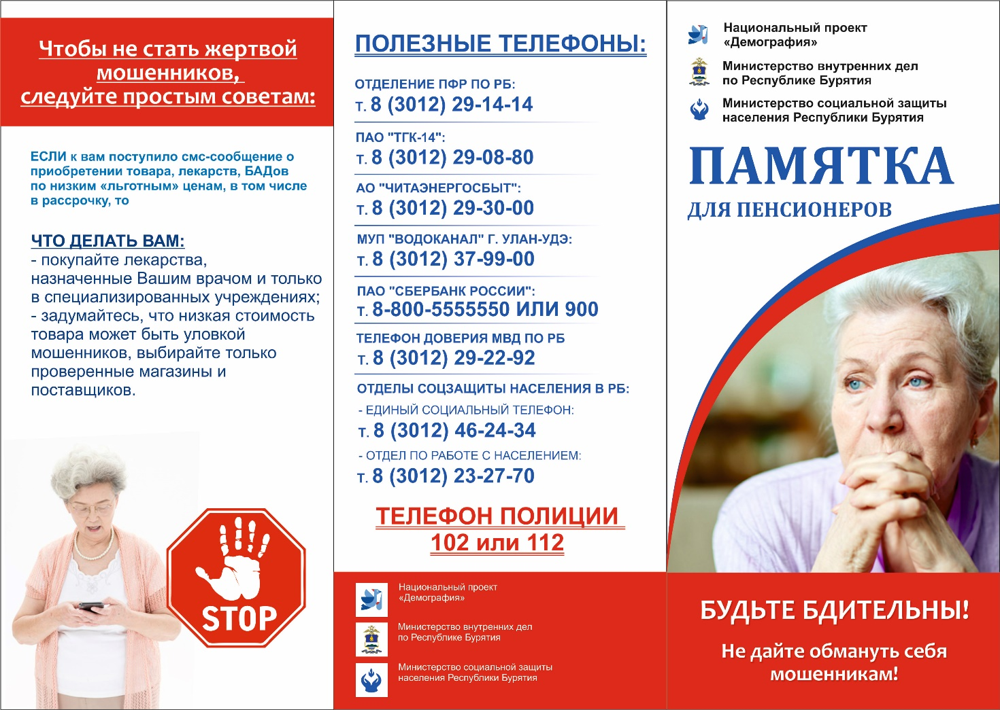 Чтобы не стать жертвой
мошенников,
следуйте простым советам:
ЕСЛИ к вам поступило смс-сообщение о
приобретении товара, лекарств, БАДов
по низким «льготным» ценам, в том числе
в рассрочку, то
ЧТО ДЕЛАТЬ ВАМ:
- покупайте лекарства,
назначенные Вашим врачом и только
в специализированных учреждениях;
- задумайтесь, что низкая стоимость
товара может быть уловкой
мошенников, выбирайте только
проверенные магазины и
поставщиков.
STOP
ПОЛЕЗНЫЕ ТЕЛЕФОНЫ:
ОТДЕЛЕНИЕ ПФР ПО РБ:
т. 8 (3012) 29-14-14
ПАО "ТГК-14":
т. 8 (3012) 29-08-80
АО "ЧИТАЭНЕРГОСБЫТ":
т. 8 (3012) 29-30-00
МУП "ВОДОКАНАЛ" Г. УЛАН-УДЭ:
т. 8 (3012) 37-99-00
ПАО "СБЕРБАНК РОССИИ":
т. 8-800-5555550 ИЛИ 900
ТЕЛЕФОН ДОВЕРИЯ МВД ПО РБ
т. 8 (3012) 29-22-92
ОТДЕЛЫ СОЦЗАЩИТЫ НАСЕЛЕНИЯ В РБ:
- ЕДИНЫЙ СОЦИАЛЬНЫЙ ТЕЛЕФОН:
т. 8 (3012) 46-24-34
- ОТДЕЛ ПО РАБОТЕ С НАСЕЛЕНИЕМ:
т. 8 (3012) 23-27-70
ТЕЛЕФОН ПОЛИЦИИ
102 или 112
Национальный проект
«Демография»
Министерство внутренних дел
по Республике Бурятия
Министерство социальной защиты
населения Республики Бурятия
Национальный проект
«Демография»
Министерство внутренних дел
по Республике Бурятия
Министерство социальной защиты
населения Республики Бурятия
ПАМЯТКА
ДЛЯ ПЕНСИОНЕРОВ
БУДЬТЕ БДИТЕЛЬНЫ!
Не дайте обмануть себя
мошенникам!